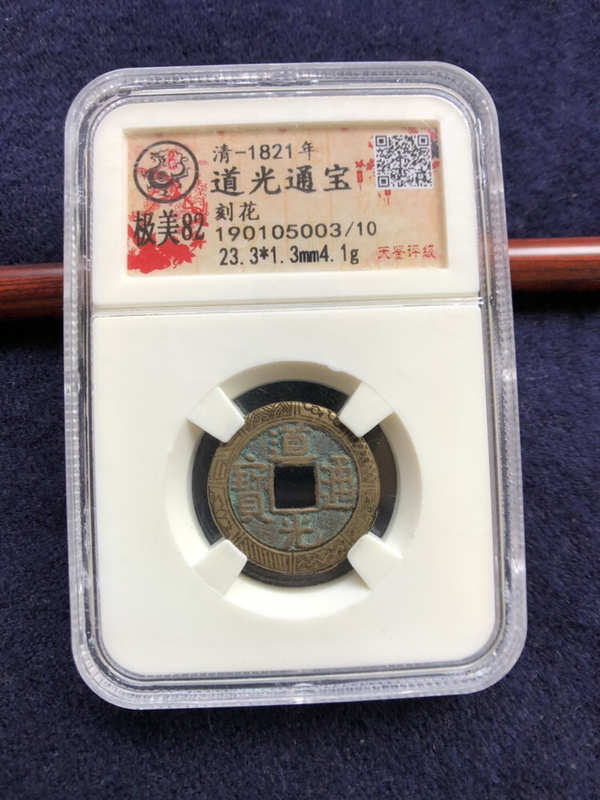 清-1821年
道光通宝
极美82 刻花
190105003/10
23.3*1.3mm4.1g
天鉴评级
道光通寶